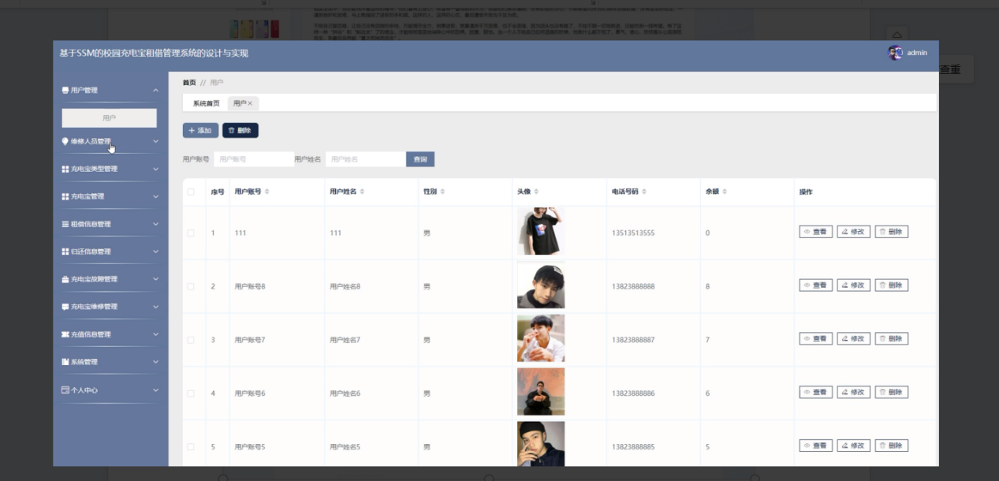 基于SSM的校园充电宝租借管理系统的设计与实现
admin
查重
用户管理
用户
维修人员管理
充电宝类型管理
充电宝管理
租借信息管理
归还信息管理
充电宝故障管理
充电宝维修管理
充值信息管理
系统管理
个人中心
首页 // 用户
系统首页 用户×
+ 添加 删除
用户账号 用户账号 用户姓名 用户姓名 查询
序号 用户账号 用户姓名 性别 头像 电话号码 余额 操作
1 111 111 男 13513513555 0 查看 修改 删除
2 用户账号8 用户姓名8 男 13823888888 8 查看 修改 删除
3 用户账号7 用户姓名7 男 13823888887 7 查看 修改 删除
4 用户账号6 用户姓名6 男 13823888886 6 查看 修改 删除
5 用户账号5 用户姓名5 男 13823888885 5 查看 修改 删除